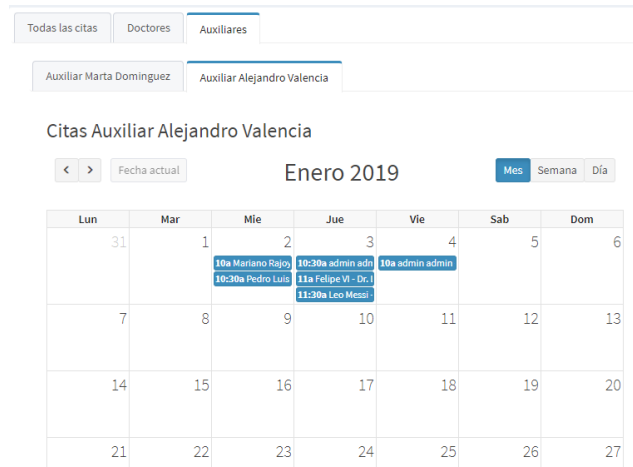 Todas las citas Doctores Auxiliares
Auxiliar Marta Dominguez Auxiliar Alejandro Valencia
Citas Auxiliar Alejandro Valencia
< > Fecha actual Enero 2019 Mes Semana Día
Lun Mar Mie Jue Vie Sab Dom
31 1 2 3 4 5 6
10a Mariano Rajoy 10:30a admin adn 10a admin admin
10:30a Pedro Luis 11a Felipe VI - Dr.
11:30a Leo Messi -
7 8 9 10 11 12 13
14 15 16 17 18 19 20
21 22 23 24 25 26 27